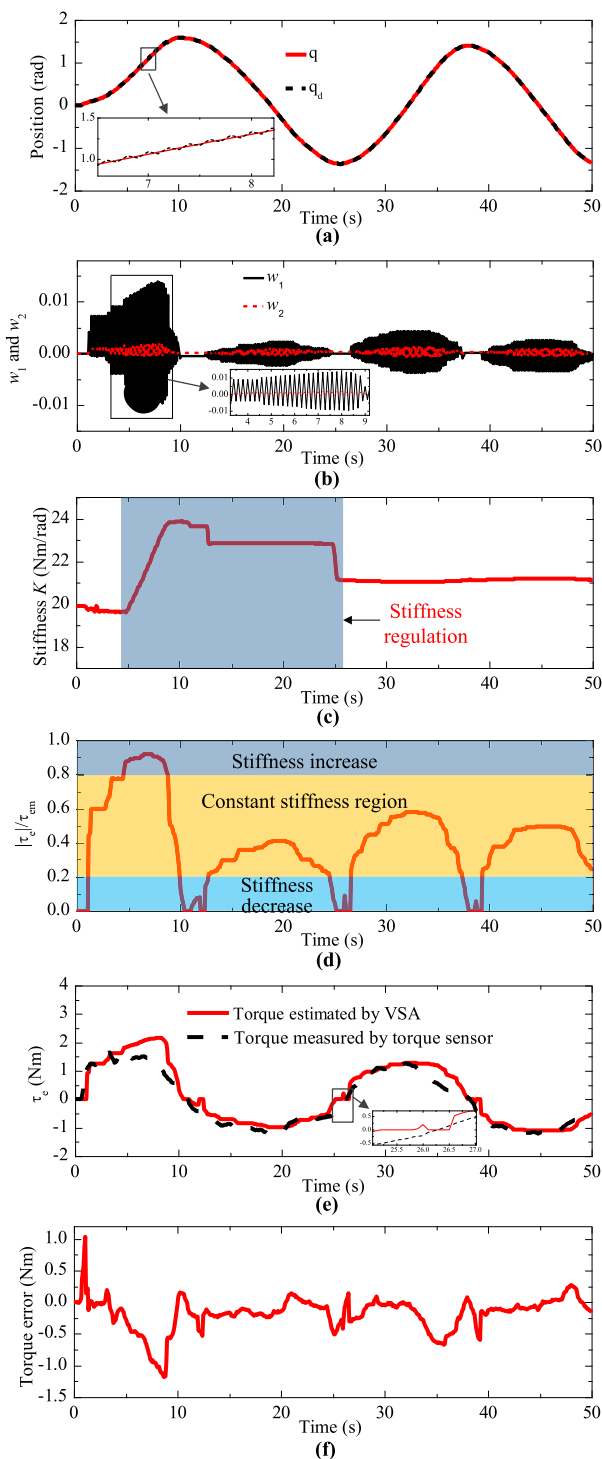 2
1
0
-1
-2
Position (rad)
q
q_d
1.5
1.0
7
8
0
10
20
30
40
50
Time (s)
(a)
0.01
0.00
-0.01
w_1 and w_2
w_1
w_2
0.01
0.00
-0.01
4 5 6 7 8 9
0
10
20
30
40
50
Time (s)
(b)
24
22
20
18
Stiffness K (Nm/rad)
Stiffness
regulation
0
10
20
30
40
50
Time (s)
(c)
1.0
0.8
0.6
0.4
0.2
0.0
|τ_e|/τ_em
Stiffness increase
Constant stiffness region
Stiffness
decrease
0
10
20
30
40
50
Time (s)
(d)
4
3
2
1
0
-1
-2
τ_e (Nm)
Torque estimated by VSA
Torque measured by torque sensor
0.5
0.0
-0.5
25.5 26.0 26.5 27.0
0
10
20
30
40
50
Time (s)
(e)
1.0
0.5
0.0
-0.5
-1.0
-1.5
Torque error (Nm)
0
10
20
30
40
50
Time (s)
(f)